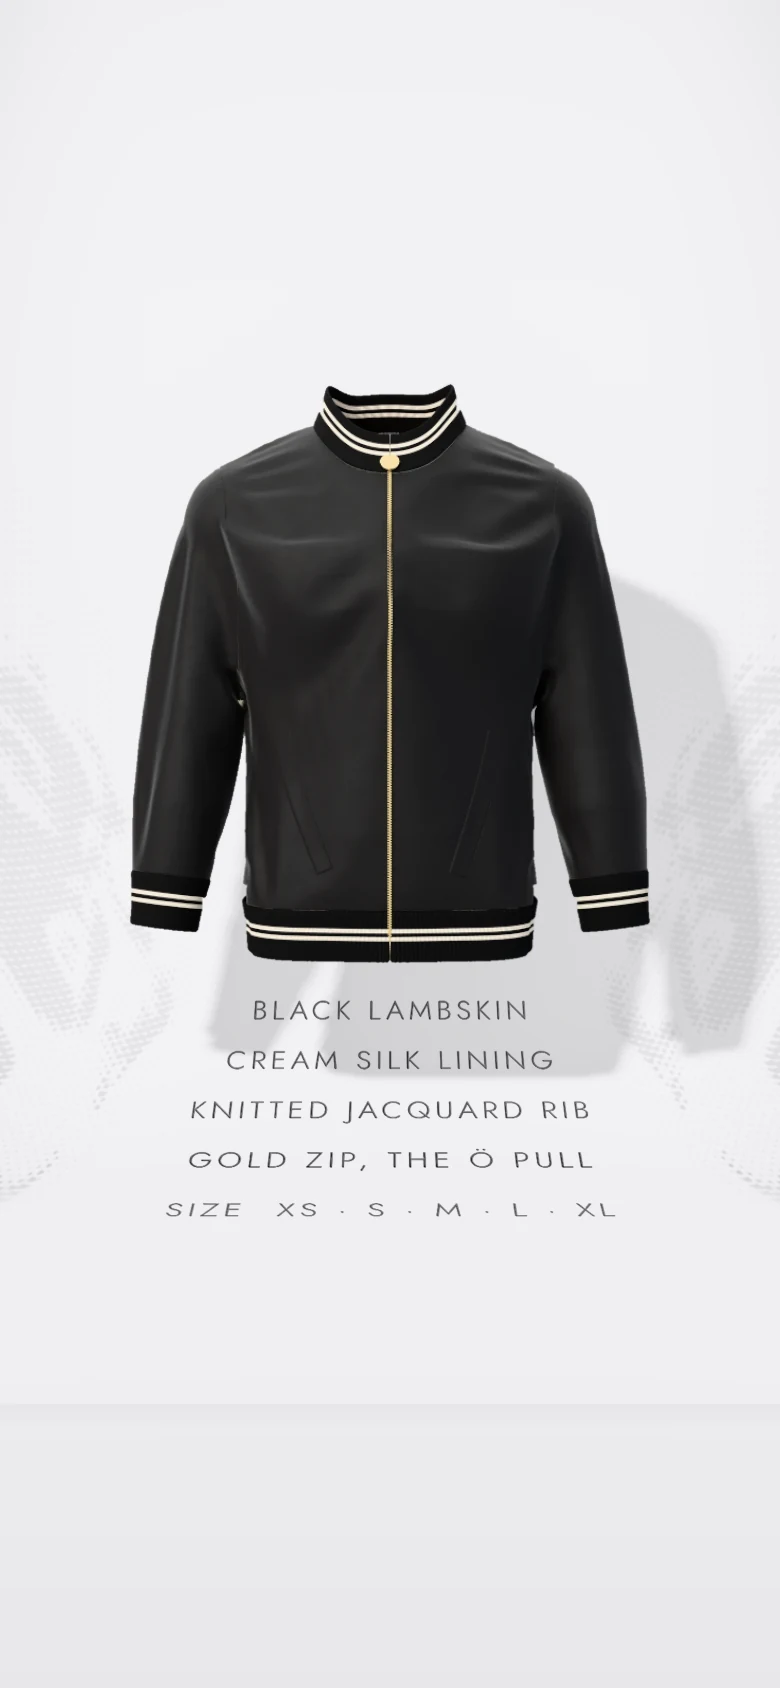 BLACK LAMBSKIN
CREAM SILK LINING
KNITTED JACQUARD RIB
GOLD ZIP, THE Ö PULL
SIZE XS · S · M · L · XL